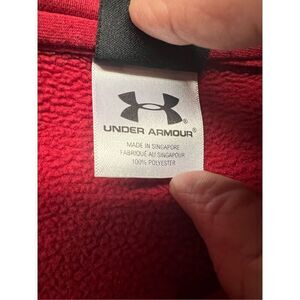 UNDER ARMOUR®
MADE IN SINGAPORE
FABRIQUÉ AU SINGAPOUR
100% POLYESTER